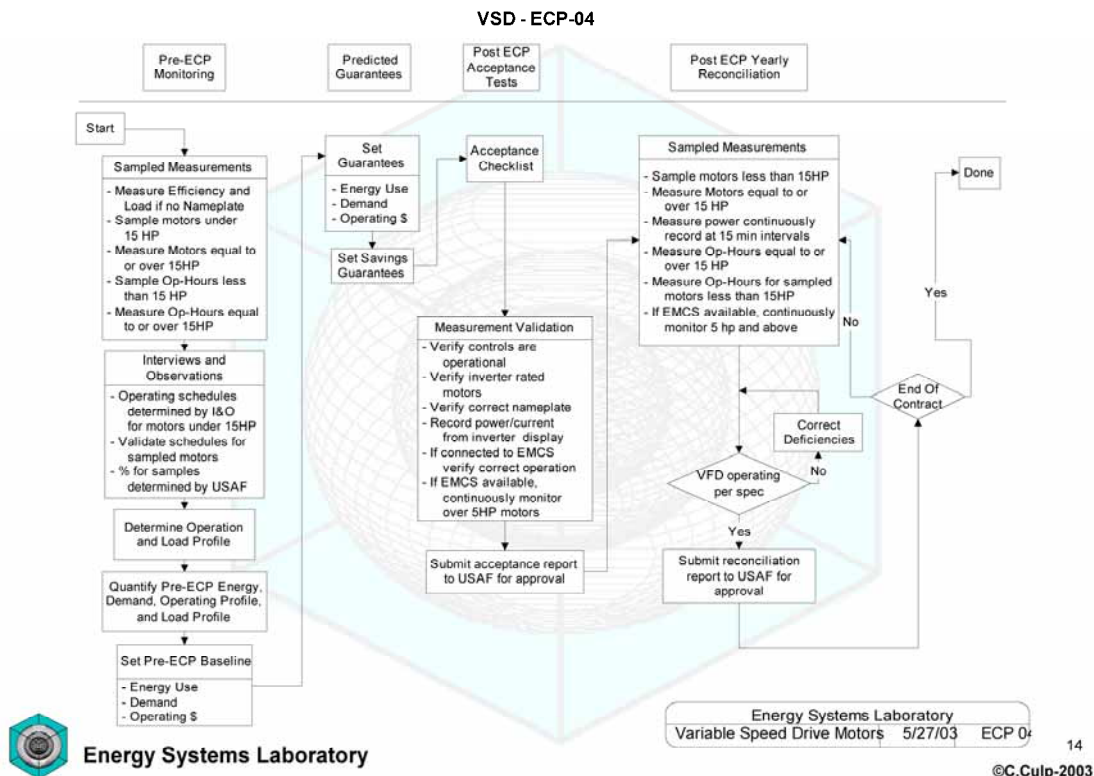 VSD - ECP-04
Pre-ECP
Monitoring
Predicted
Guarantees
Post ECP
Acceptance
Tests
Post ECP Yearly
Reconciliation
Start
Sampled Measurements
- Measure Efficiency and
Load if no Nameplate
- Sample motors under
15 HP
- Measure Motors equal to
or over 15HP
- Sample Op-Hours less
than 15 HP
- Measure Op-Hours equal
to or over 15HP
Interviews and
Observations
- Operating schedules
determined by I&O
for motors under 15HP
- Validate schedules for
sampled motors
- % for samples
determined by USAF
Determine Operation
and Load Profile
Quantify Pre-ECP Energy,
Demand, Operating Profile,
and Load Profile
Set Pre-ECP Baseline
- Energy Use
- Demand
- Operating $
Set
Guarantees
- Energy Use
- Demand
- Operating $
Set Savings
Guarantees
Acceptance
Checklist
Measurement Validation
- Verify controls are
operational
- Verify inverter rated
motors
- Verify correct nameplate
- Record power/current
from inverter display
- If connected to EMCS
verify correct operation
- If EMCS available,
continuously monitor
over 5HP motors
Submit acceptance report
to USAF for approval
Sampled Measurements
- Sample motors less than 15HP
- Measure Motors equal to or
over 15 HP
- Measure power continuously
record at 15 min intervals
- Measure Op-Hours equal to or
over 15 HP
- Measure Op-Hours for sampled
motors less than 15HP
- If EMCS available, continuously
monitor 5 hp and above
VFD operating
per spec
No
Correct
Deficiencies
Yes
Submit reconciliation
report to USAF for
approval
End Of
Contract
No
Yes
Done
Energy Systems Laboratory
Variable Speed Drive Motors 5/27/03 ECP 04
Energy Systems Laboratory
14
©C.Culp-2003